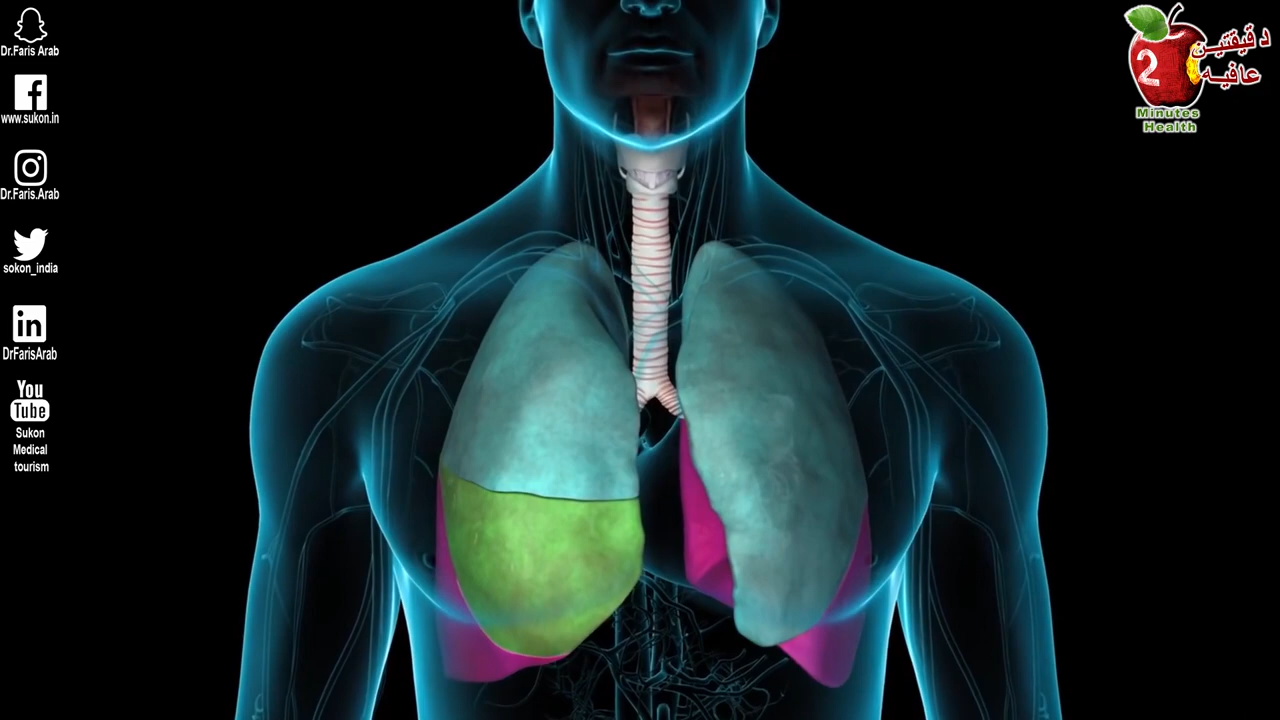 Dr.Faris Arab
www.sukon.in
Dr.Faris.Arab
sokon_india
in
DrFarisArab
You
Tube
Sukon
Medical
tourism
2
دقيقتين
عافيه
Minutes
Health